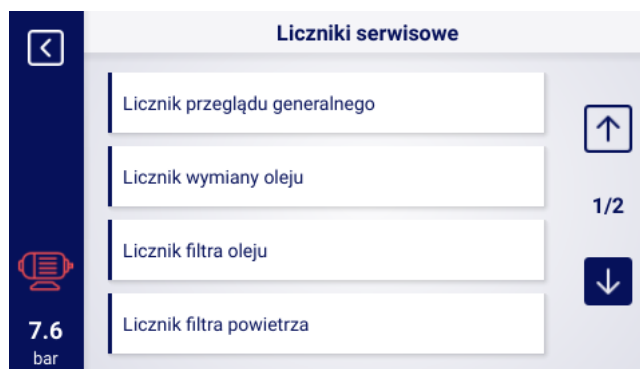 Liczniki serwisowe
Licznik przeglądu generalnego
Licznik wymiany oleju
1/2
Licznik filtra oleju
Licznik filtra powietrza
7.6
bar